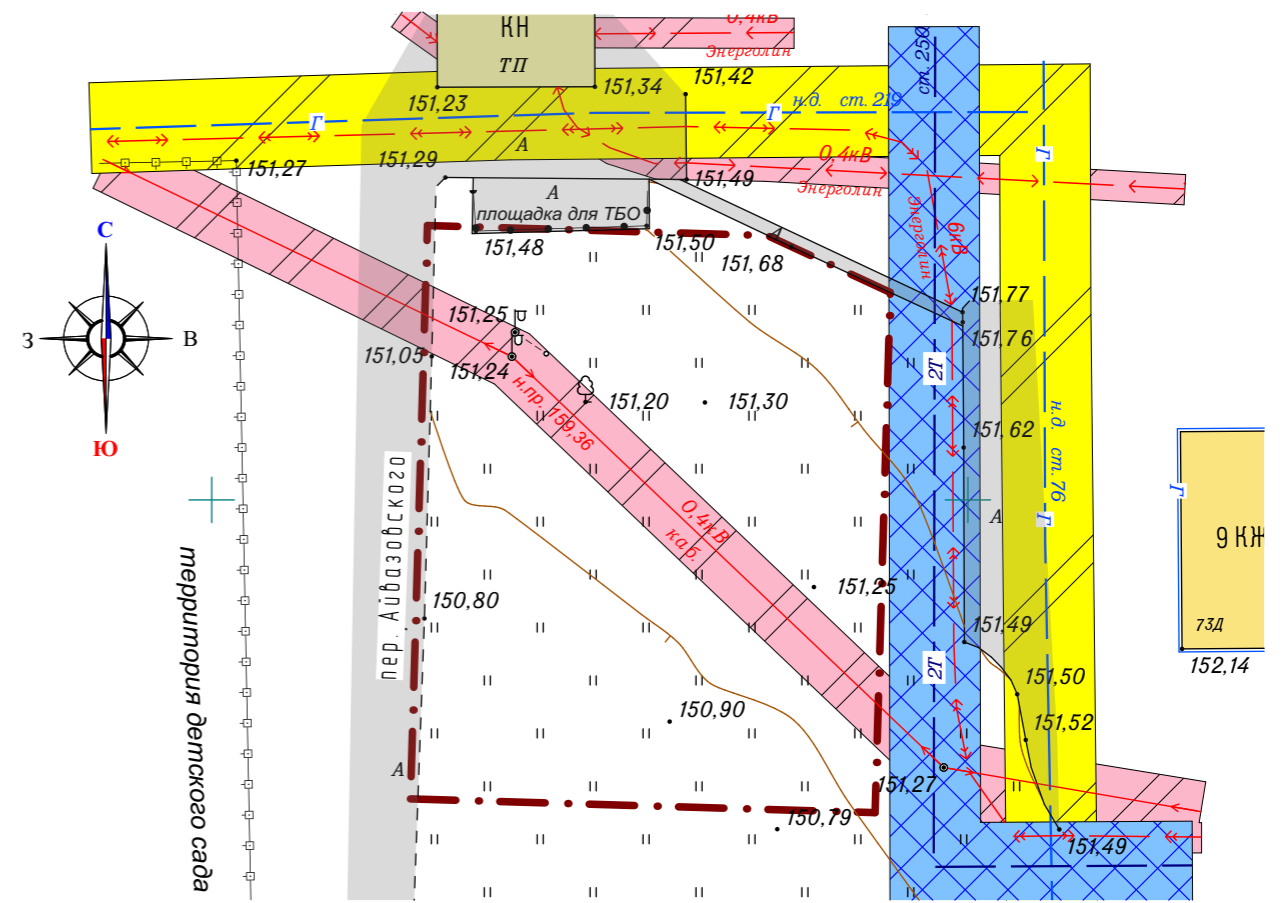 КН
ТП
0,4кВ
Энерголин
ст. 250
151,23
151,34
151,42
н.д. ст. 219
Г
Г
Г
А
151,27
151,29
151,49
0,4кВ
Энерголин
Энерголин
6кВ
А
площадка для ТБО
151,48
151,50
151,68
А
С
З
В
Ю
151,25
151,05
151,24
н.пр. 159,36
151,20
151,30
151,77
151,76
2Т
151,62
н.д. ст. 76
Г
А
Г
9 КЖ
73Д
152,14
пер. Айвазовского
территория детского сада
0,4кВ
каб.
151,25
150,80
151,49
2Т
151,50
151,52
150,90
А
151,27
150,79
151,49